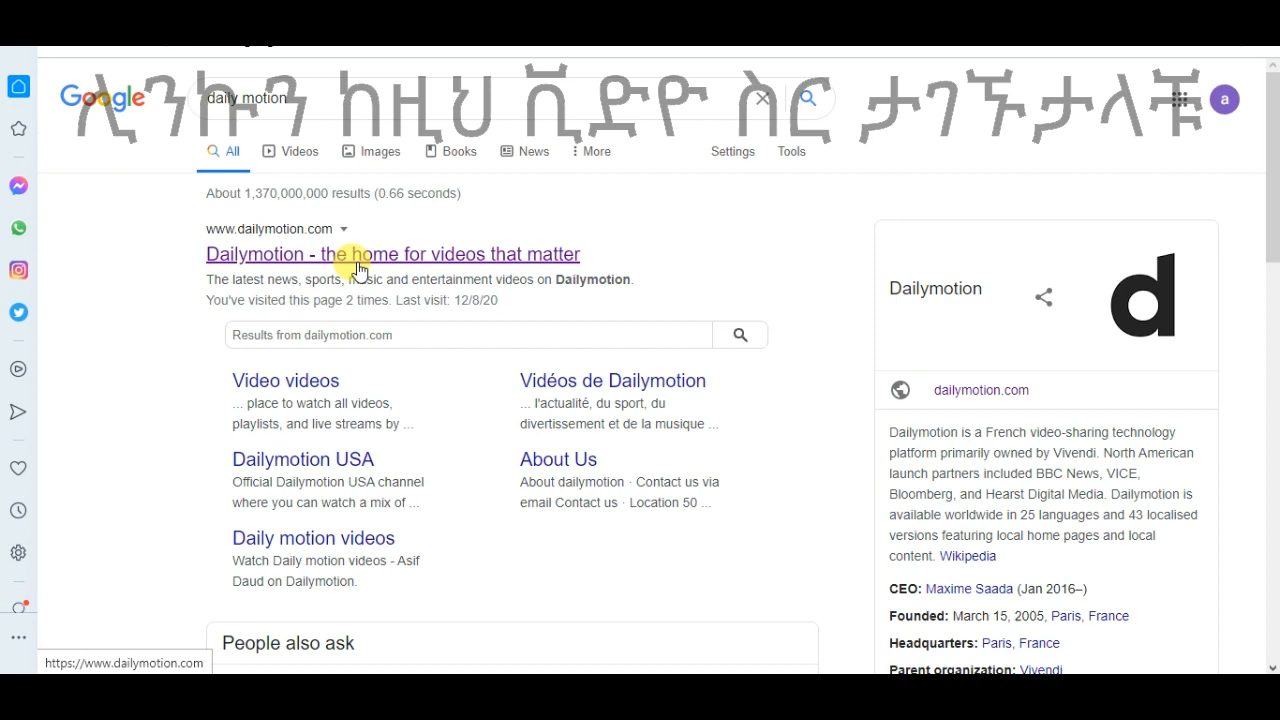 ሊንኩን ከዚህ ቪድዮ ስር ታገኙታላቹ
Google
daily motion
a
All Videos Images Books News More Settings Tools
About 1,370,000,000 results (0.66 seconds)
www.dailymotion.com
Dailymotion - the home for videos that matter
The latest news, sports, music and entertainment videos on Dailymotion.
You've visited this page 2 times. Last visit: 12/8/20
Results from dailymotion.com
Video videos
... place to watch all videos,
playlists, and live streams by ...
Vidéos de Dailymotion
... l'actualité, du sport, du
divertissement et de la musique ...
Dailymotion USA
Official Dailymotion USA channel
where you can watch a mix of ...
About Us
About dailymotion · Contact us via
email Contact us · Location 50 ...
Daily motion videos
Watch Daily motion videos - Asif
Daud on Dailymotion.
People also ask
Dailymotion
d
dailymotion.com
Dailymotion is a French video-sharing technology
platform primarily owned by Vivendi. North American
launch partners included BBC News, VICE,
Bloomberg, and Hearst Digital Media. Dailymotion is
available worldwide in 25 languages and 43 localised
versions featuring local home pages and local
content. Wikipedia
CEO: Maxime Saada (Jan 2016–)
Founded: March 15, 2005, Paris, France
Headquarters: Paris, France
Parent organization: Vivendi
https://www.dailymotion.com